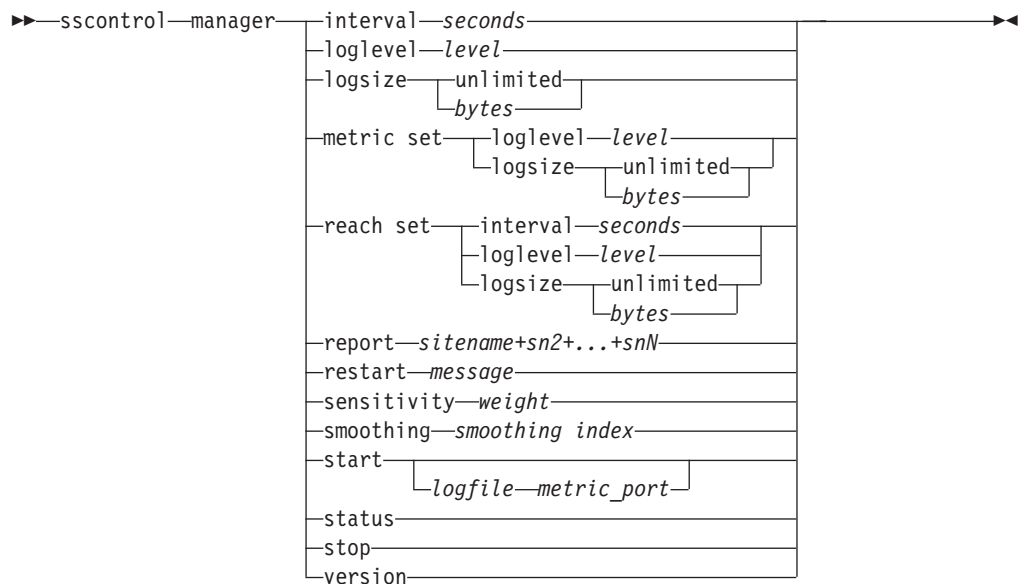 sscontrol manager interval seconds
loglevel level
logsize unlimited
bytes
metric set loglevel level
logsize unlimited
bytes
reach set interval seconds
loglevel level
logsize unlimited
bytes
report sitename+sn2+...+snN
restart message
sensitivity weight
smoothing smoothing index
start
logfile metric_port
status
stop
version